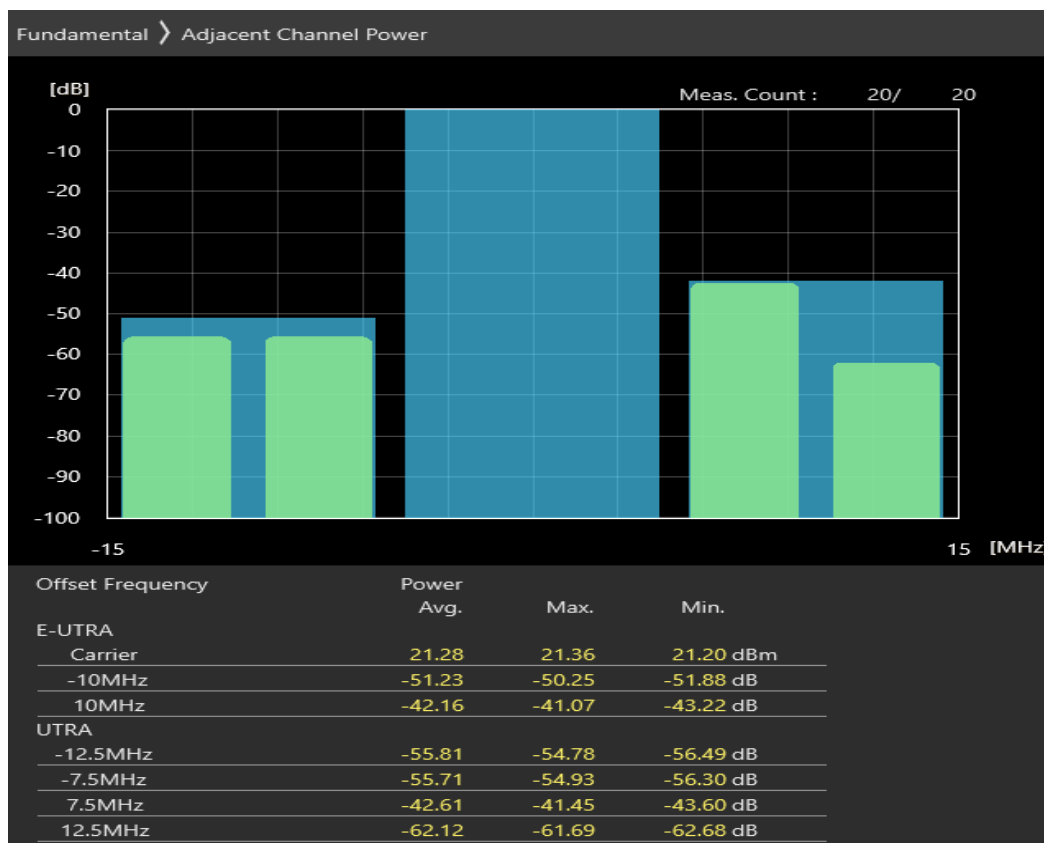 Fundamental ❯ Adjacent Channel Power
[dB]
Meas. Count : 20/ 20
0
-10
-20
-30
-40
-50
-60
-70
-80
-90
-100
-15 15 [MHz]
Offset Frequency Power
Avg. Max. Min.
E-UTRA
Carrier 21.28 21.36 21.20 dBm
-10MHz -51.23 -50.25 -51.88 dB
10MHz -42.16 -41.07 -43.22 dB
UTRA
-12.5MHz -55.81 -54.78 -56.49 dB
-7.5MHz -55.71 -54.93 -56.30 dB
7.5MHz -42.61 -41.45 -43.60 dB
12.5MHz -62.12 -61.69 -62.68 dB